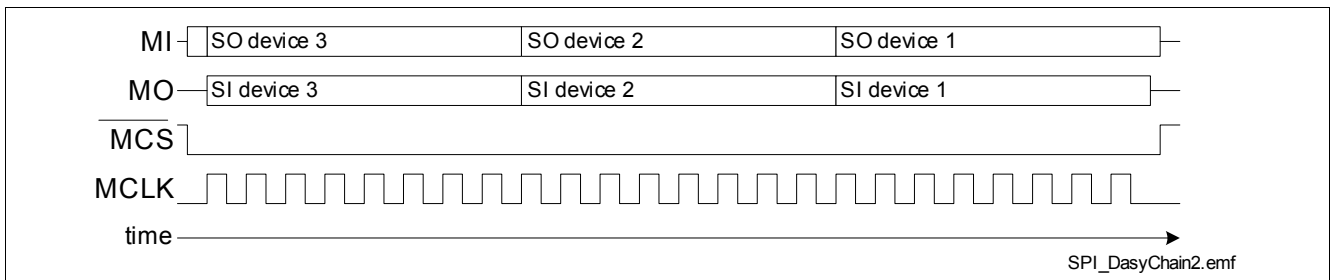 MI SO device 3 SO device 2 SO device 1
MO SI device 3 SI device 2 SI device 1
MCS
MCLK
time
SPI_DasyChain2.emf